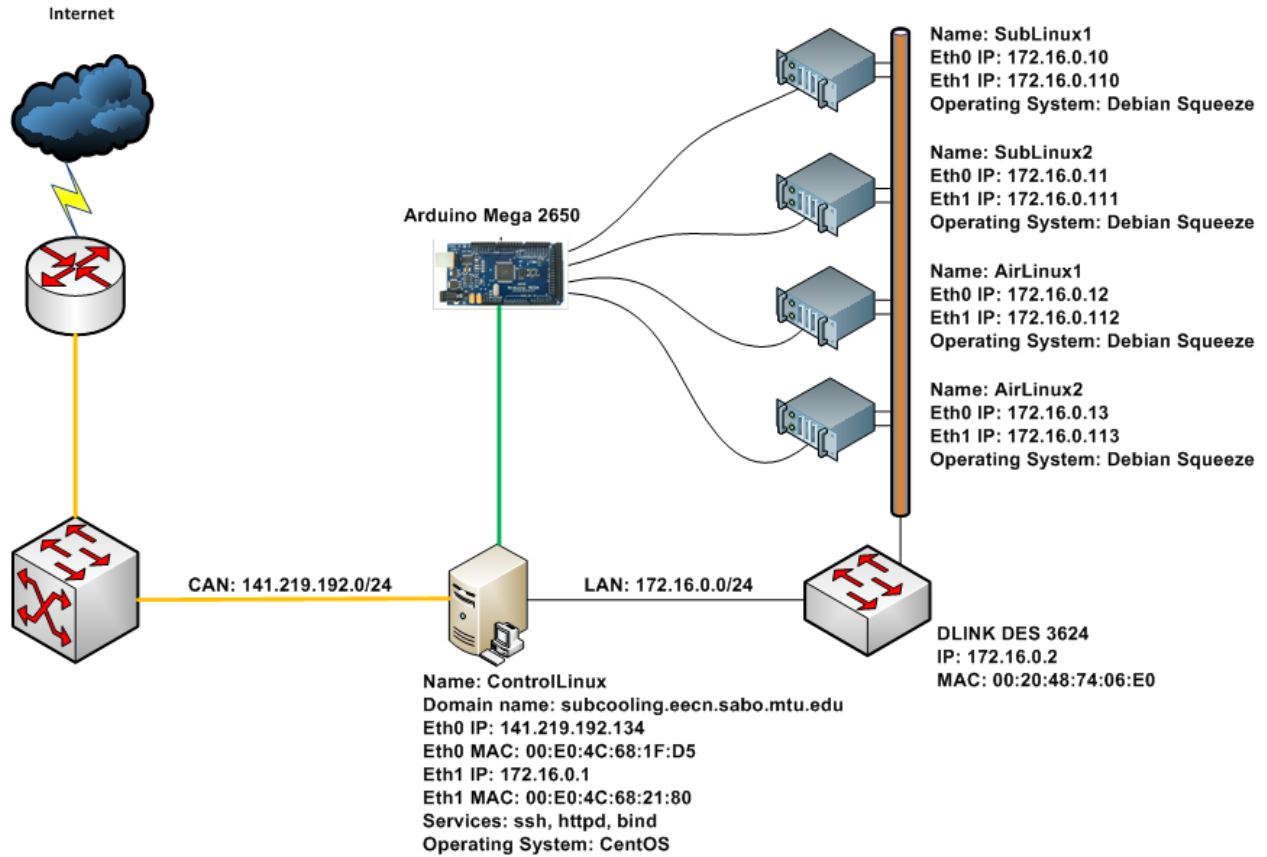 Internet
Name: SubLinux1
Eth0 IP: 172.16.0.10
Eth1 IP: 172.16.0.110
Operating System: Debian Squeeze
Name: SubLinux2
Eth0 IP: 172.16.0.11
Eth1 IP: 172.16.0.111
Operating System: Debian Squeeze
Arduino Mega 2650
Name: AirLinux1
Eth0 IP: 172.16.0.12
Eth1 IP: 172.16.0.112
Operating System: Debian Squeeze
Name: AirLinux2
Eth0 IP: 172.16.0.13
Eth1 IP: 172.16.0.113
Operating System: Debian Squeeze
CAN: 141.219.192.0/24
LAN: 172.16.0.0/24
DLINK DES 3624
IP: 172.16.0.2
MAC: 00:20:48:74:06:E0
Name: ControlLinux
Domain name: subcooling.eecn.sabo.mtu.edu
Eth0 IP: 141.219.192.134
Eth0 MAC: 00:E0:4C:68:1F:D5
Eth1 IP: 172.16.0.1
Eth1 MAC: 00:E0:4C:68:21:80
Services: ssh, httpd, bind
Operating System: CentOS